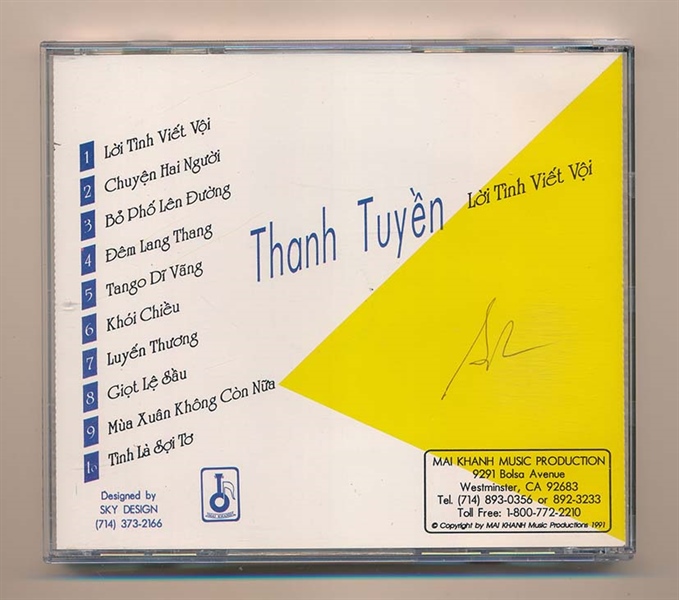 1 Lời Tình Viết Vội
2 Chuyện Hai Người
3 Bỏ Phố Lên Đường
4 Đêm Lang Thang
5 Tango Dĩ Vãng
6 Khói Chiều
7 Luyến Thương
8 Giọt Lệ Sầu
9 Mùa Xuân Không Còn Nữa
10 Tình Là Sợi Tơ
Thanh Tuyền
Lời Tình Viết Vội
Designed by
SKY DESIGN
(714) 373-2166
MAI KHANH
MAI KHANH MUSIC PRODUCTION
9291 Bolsa Avenue
Westminster, CA 92683
Tel. (714) 893-0356 or 892-3233
Toll Free: 1-800-772-2210
© Copyright by MAI KHANH Music Productions 1991